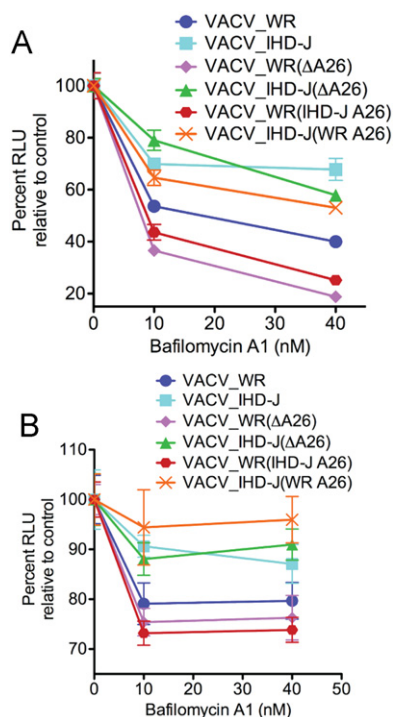 A
VACV_WR
VACV_IHD-J
VACV_WR(ΔA26)
VACV_IHD-J(ΔA26)
VACV_WR(IHD-J A26)
VACV_IHD-J(WR A26)
Percent RLU
relative to control
100
80
60
40
20
0 10 20 30 40
Bafilomycin A1 (nM)
B
VACV_WR
VACV_IHD-J
VACV_WR(ΔA26)
VACV_IHD-J(ΔA26)
VACV_WR(IHD-J A26)
VACV_IHD-J(WR A26)
Percent RLU
relative to control
110
100
90
80
70
0 10 20 30 40 50
Bafilomycin A1 (nM)